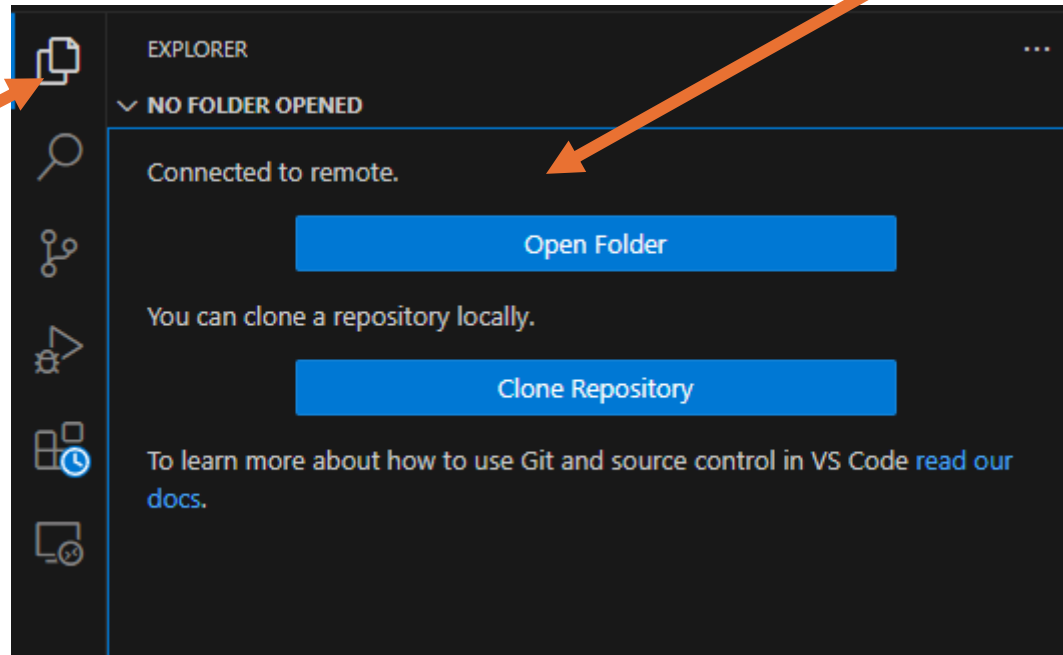 EXPLORER
NO FOLDER OPENED
Connected to remote.
Open Folder
You can clone a repository locally.
Clone Repository
To learn more about how to use Git and source control in VS Code read our
docs.